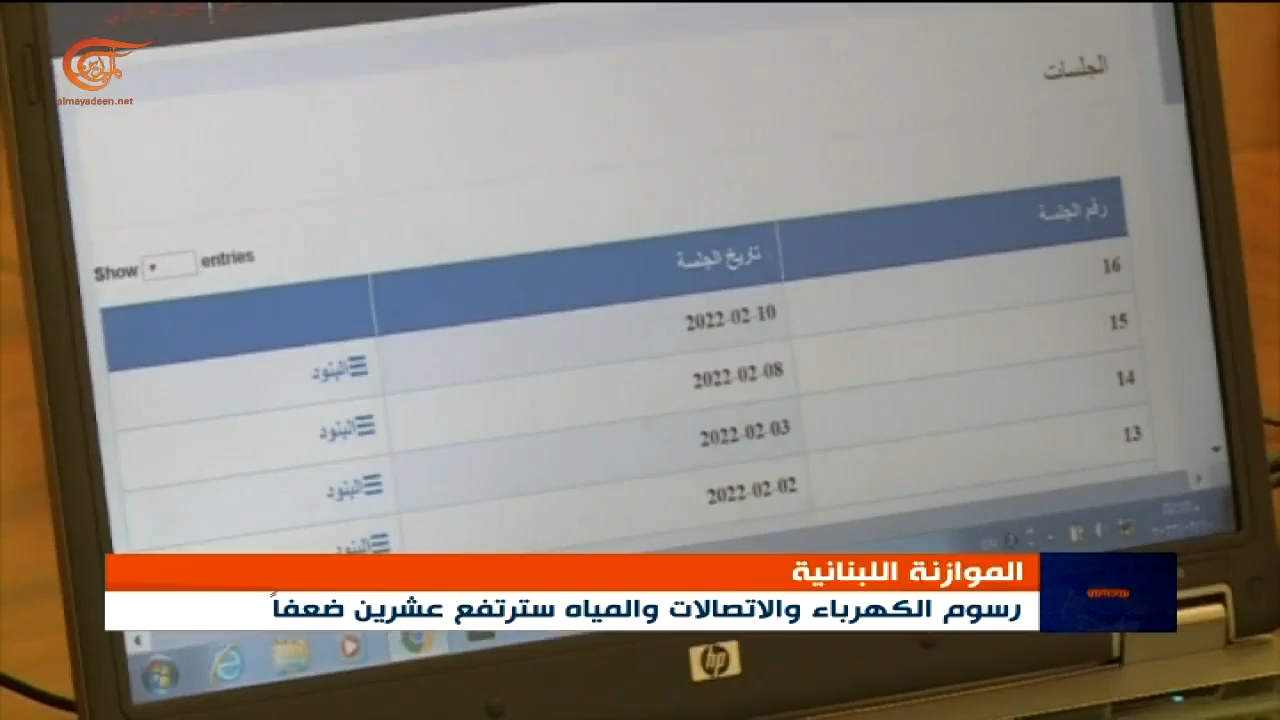 almayadeen.net
الجلسات
Show entries
رقم الجلسة
تاريخ الجلسة
16
2022-02-10
البنود
15
2022-02-08
البنود
14
2022-02-03
البنود
13
2022-02-02
البنود
الموازنة اللبنانية
رسوم الكهرباء والاتصالات والمياه سترتفع عشرين ضعفاً
hp